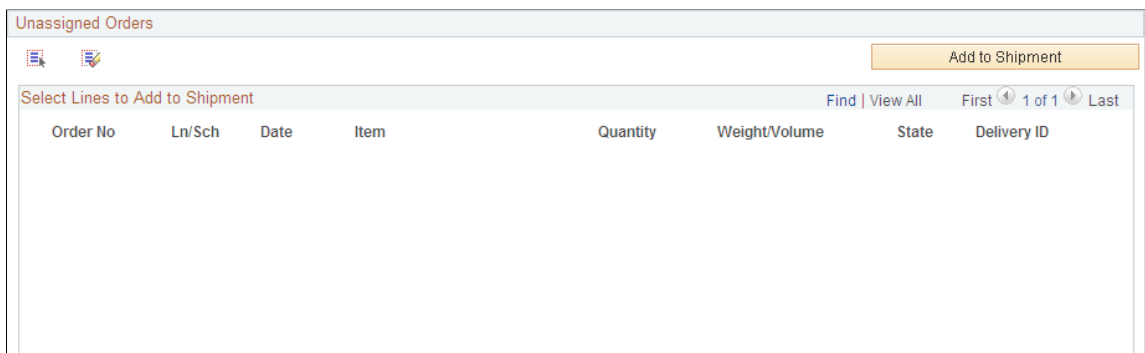 Unassigned Orders
Add to Shipment
Select Lines to Add to Shipment Find | View All First 1 of 1 Last
Order No Ln/Sch Date Item Quantity Weight/Volume State Delivery ID